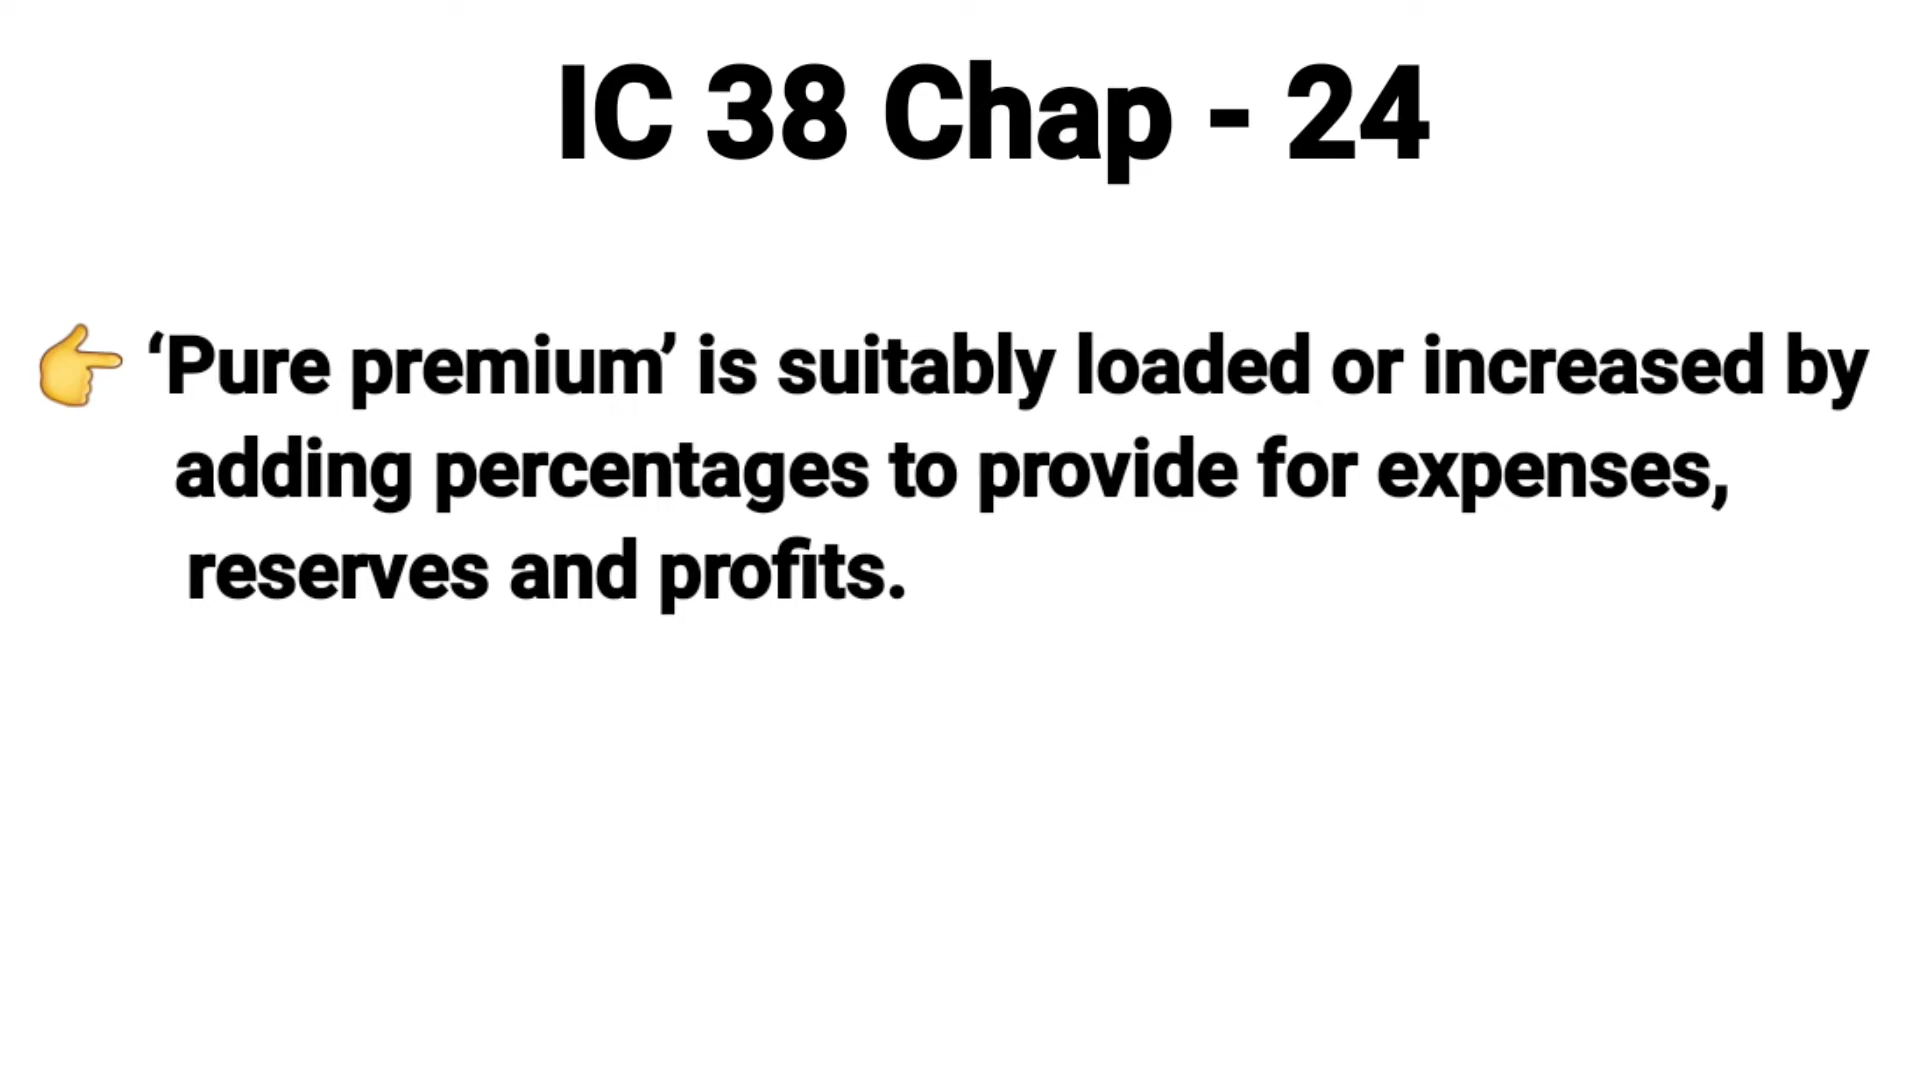 IC 38 Chap - 24
👉 ‘Pure premium’ is suitably loaded or increased by
adding percentages to provide for expenses,
reserves and profits.